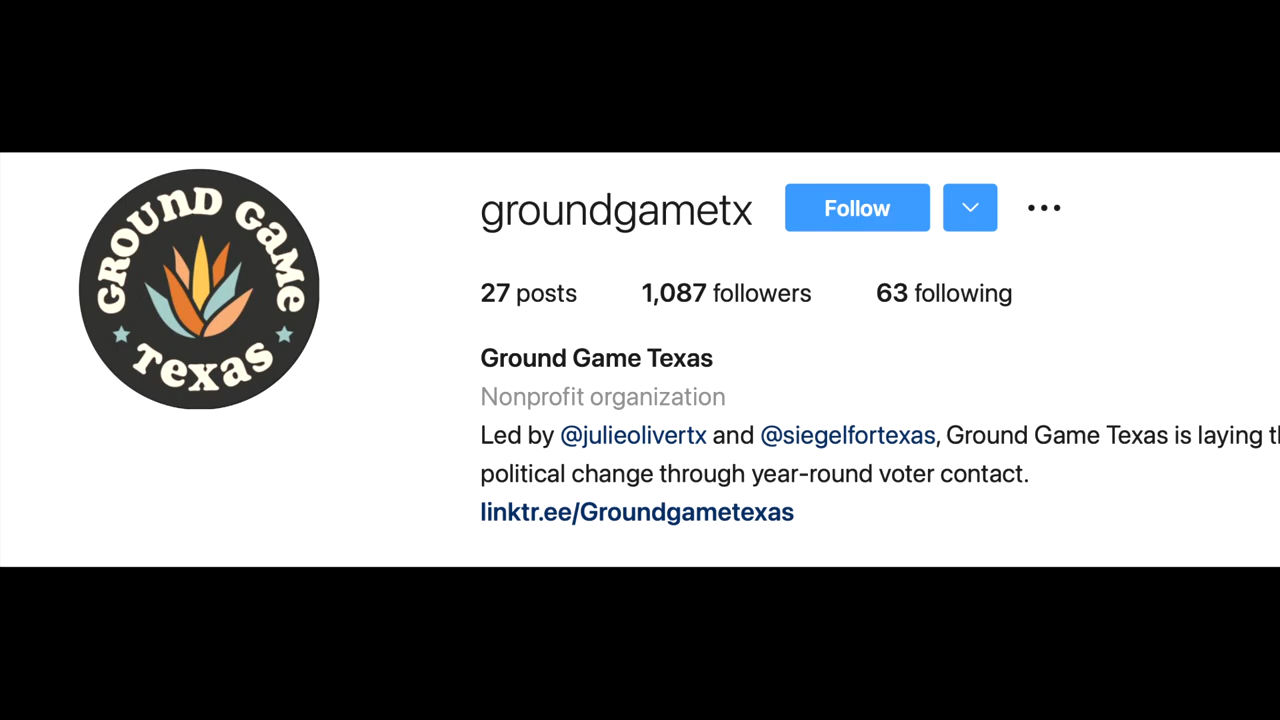 GROUND GAME
TEXAS
groundgametx
Follow
27 posts
1,087 followers
63 following
Ground Game Texas
Nonprofit organization
Led by @julieolivertx and @siegelfortexas, Ground Game Texas is laying
political change through year-round voter contact.
linktr.ee/Groundgametexas